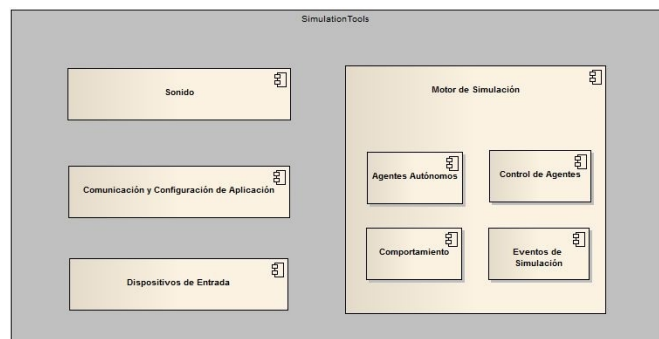 SimulationTools
Sonido
Comunicación y Configuración de Aplicación
Dispositivos de Entrada
Motor de Simulación
Agentes Autónomos
Control de Agentes
Comportamiento
Eventos de
Simulación